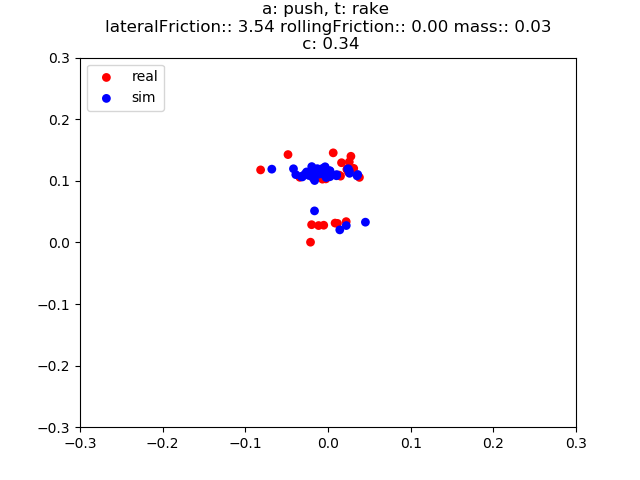 a: push, t: rake
lateralFriction:: 3.54 rollingFriction:: 0.00 mass:: 0.03
c: 0.34
real
sim
0.3
0.2
0.1
0.0
−0.1
−0.2
−0.3
−0.3 −0.2 −0.1 0.0 0.1 0.2 0.3